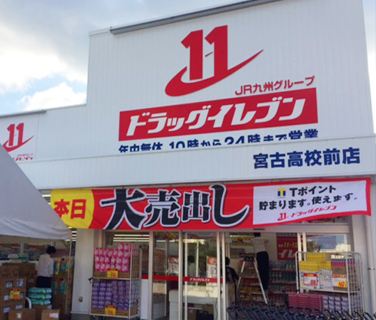 11
JR九州グループ
ドラッグイレブン
年中無休 10時から24時まで営業
宮古高校前店
11
本日
大売出し
Tポイント
貯まります。使えます。
11 ドラッグイレブン